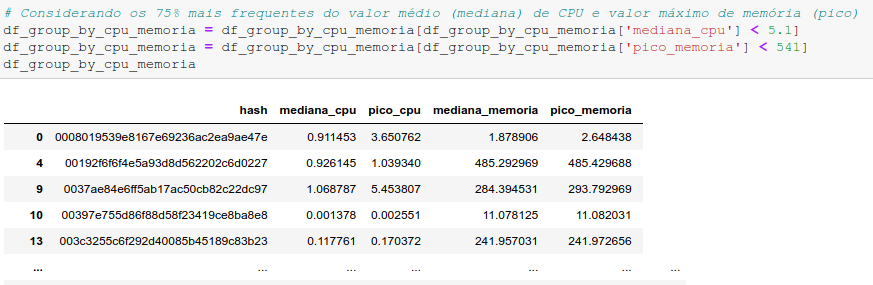 # Considerando os 75% mais frequentes do valor médio (mediana) de CPU e valor máximo de memória (pico)
df_group_by_cpu_memoria = df_group_by_cpu_memoria[df_group_by_cpu_memoria['mediana_cpu'] < 5.1]
df_group_by_cpu_memoria = df_group_by_cpu_memoria[df_group_by_cpu_memoria['pico_memoria'] < 541]
df_group_by_cpu_memoria
hash mediana_cpu pico_cpu mediana_memoria pico_memoria
0 0008019539e8167e69236ac2ea9ae47e 0.911453 3.650762 1.878906 2.648438
4 00192f6f6f4e5a93d8d562202c6d0227 0.926145 1.039340 485.292969 485.429688
9 0037ae84e6ff5ab17ac50cb82c22dc97 1.068787 5.453807 284.394531 293.792969
10 00397e755d86f88d58f23419ce8ba8e8 0.001378 0.002551 11.078125 11.082031
13 003c3255c6f292d40085b45189c83b23 0.117761 0.170372 241.957031 241.972656
... ... ... ... ... ... ...